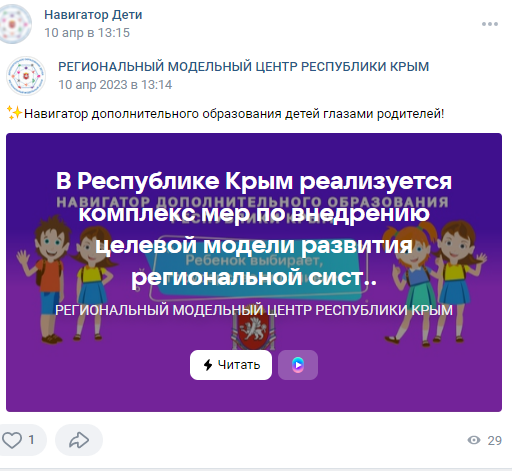 Навигатор Дети
10 апр в 13:15
РЕГИОНАЛЬНЫЙ МОДЕЛЬНЫЙ ЦЕНТР РЕСПУБЛИКИ КРЫМ
10 апр 2023 в 13:14
✨Навигатор дополнительного образования детей глазами родителей!
В Республике Крым реализуется
НАВИГАТОР ДОПОЛНИТЕЛЬНОГО ОБРАЗОВАНИЯ
комплекс мер по внедрению
целевой модели развития
Ребенок выбирает,
региональной сист..
РЕГИОНАЛЬНЫЙ МОДЕЛЬНЫЙ ЦЕНТР РЕСПУБЛИКИ КРЫМ
Читать
1
29